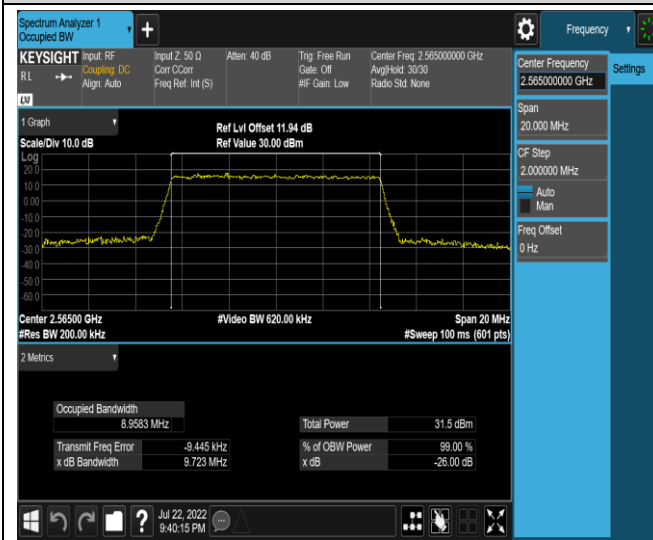 Spectrum Analyzer 1
Occupied BW
Frequency
KEYSIGHT
RL
LXI
Input: RF
Coupling: DC
Align: Auto
Input Z: 50 Ω
Corr CCorr
Freq Ref: Int (S)
Atten: 40 dB
Trig: Free Run
Gate: Off
#IF Gain: Low
Center Freq: 2.565000000 GHz
Avg|Hold: 30/30
Radio Std: None
Center Frequency
2.565000000 GHz
Settings
Span
20.000 MHz
CF Step
2.000000 MHz
Auto
Man
Freq Offset
0 Hz
1 Graph
Scale/Div 10.0 dB
Ref Lvl Offset 11.94 dB
Ref Value 30.00 dBm
Log
20.0
10.0
0.00
-10.0
-20.0
-30.0
-40.0
-50.0
-60.0
Center 2.56500 GHz
#Video BW 620.00 kHz
Span 20 MHz
#Res BW 200.00 kHz
#Sweep 100 ms (601 pts)
2 Metrics
Occupied Bandwidth
8.9583 MHz
Total Power 31.5 dBm
Transmit Freq Error -9.445 kHz
% of OBW Power 99.00 %
x dB Bandwidth 9.723 MHz
x dB -26.00 dB
?
Jul 22, 2022
9:40:15 PM